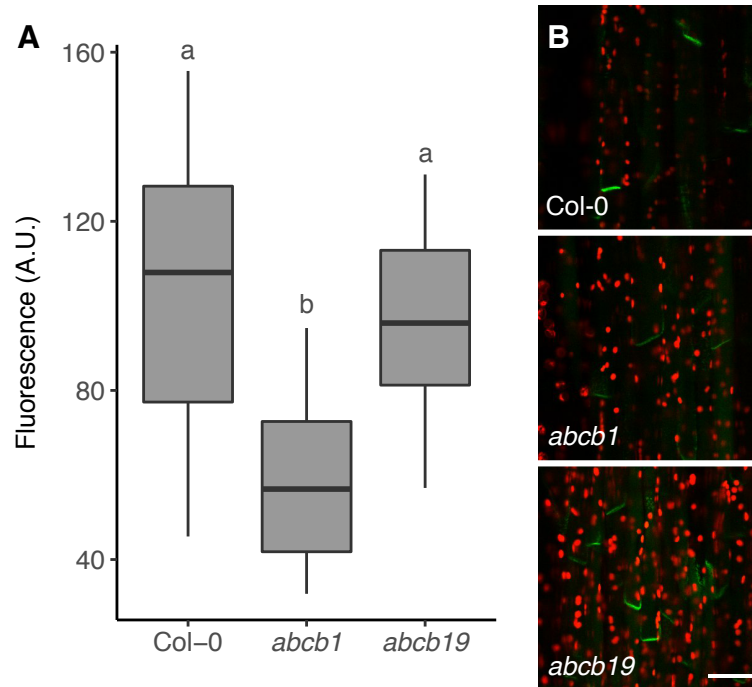 A
160
120
80
40
Fluorescence (A.U.)
a
b
a
Col−0
abcb1
abcb19
B
Col-0
abcb1
abcb19